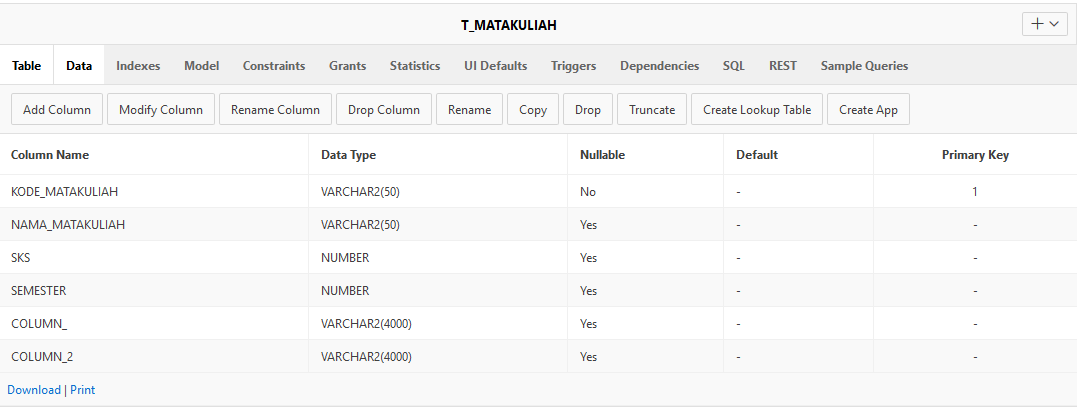 T_MATAKULIAH
Table Data Indexes Model Constraints Grants Statistics UI Defaults Triggers Dependencies SQL REST Sample Queries
Add Column Modify Column Rename Column Drop Column Rename Copy Drop Truncate Create Lookup Table Create App
Column Name Data Type Nullable Default Primary Key
KODE_MATAKULIAH VARCHAR2(50) No - 1
NAMA_MATAKULIAH VARCHAR2(50) Yes - -
SKS NUMBER Yes - -
SEMESTER NUMBER Yes - -
COLUMN_ VARCHAR2(4000) Yes - -
COLUMN_2 VARCHAR2(4000) Yes - -
Download | Print